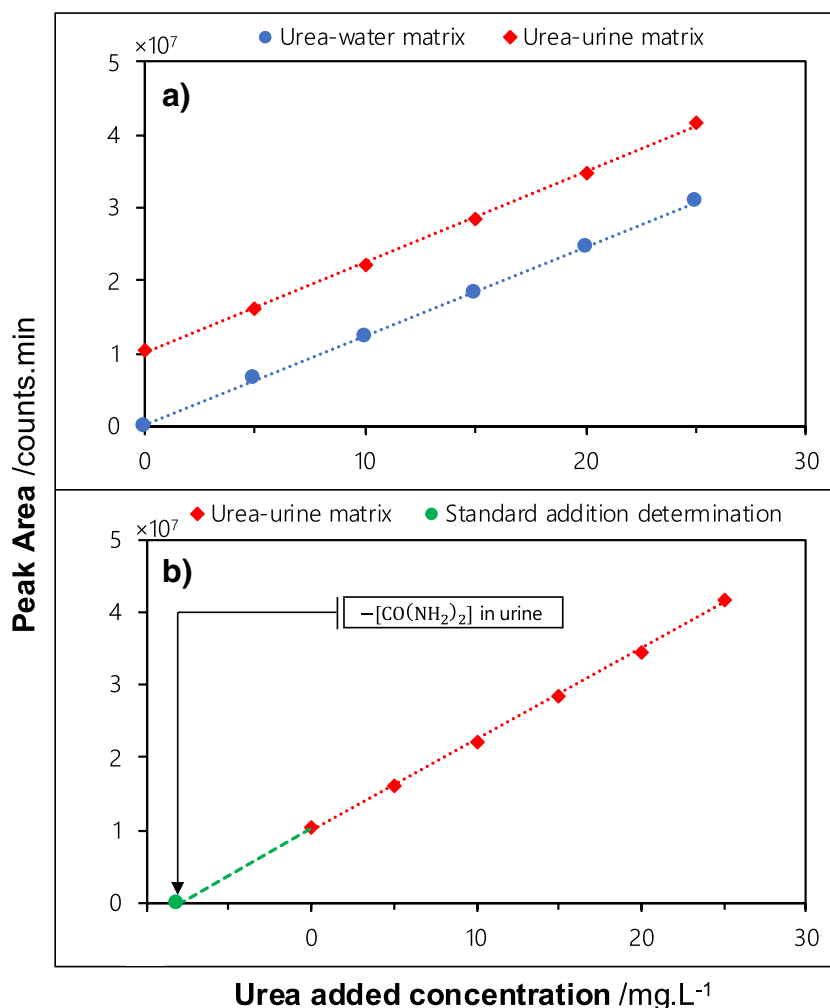 Urea-water matrix Urea-urine matrix
×10⁷
a)
5
4
3
2
1
0
0 10 20 30
Urea-urine matrix Standard addition determination
×10⁷
b)
5
4
3
2
1
0
−[CO(NH₂)₂] in urine
0 10 20 30
Peak Area /counts.min
Urea added concentration /mg.L⁻¹